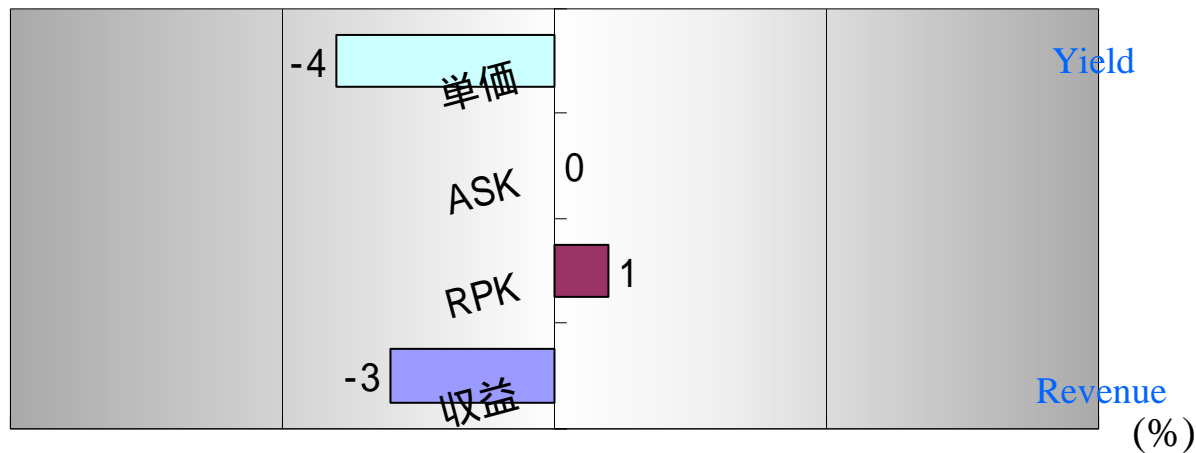 -4 単価 Yield
ASK 0
RPK 1
-3 収益 Revenue
(%)